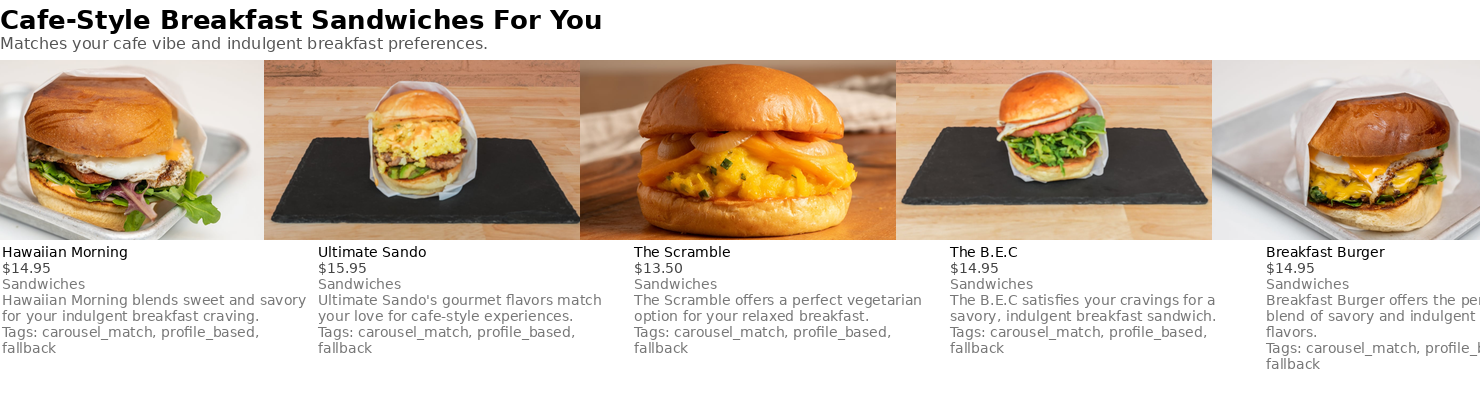 Cafe-Style Breakfast Sandwiches For You
Matches your cafe vibe and indulgent breakfast preferences.
Hawaiian Morning
$14.95
Sandwiches
Hawaiian Morning blends sweet and savory
for your indulgent breakfast craving.
Tags: carousel_match, profile_based,
fallback
Ultimate Sando
$15.95
Sandwiches
Ultimate Sando's gourmet flavors match
your love for cafe-style experiences.
Tags: carousel_match, profile_based,
fallback
The Scramble
$13.50
Sandwiches
The Scramble offers a perfect vegetarian
option for your relaxed breakfast.
Tags: carousel_match, profile_based,
fallback
The B.E.C
$14.95
Sandwiches
The B.E.C satisfies your cravings for a
savory, indulgent breakfast sandwich.
Tags: carousel_match, profile_based,
fallback
Breakfast Burger
$14.95
Sandwiches
Breakfast Burger offers the
blend of savory and indulgent
flavors.
Tags: carousel_match,
fallback